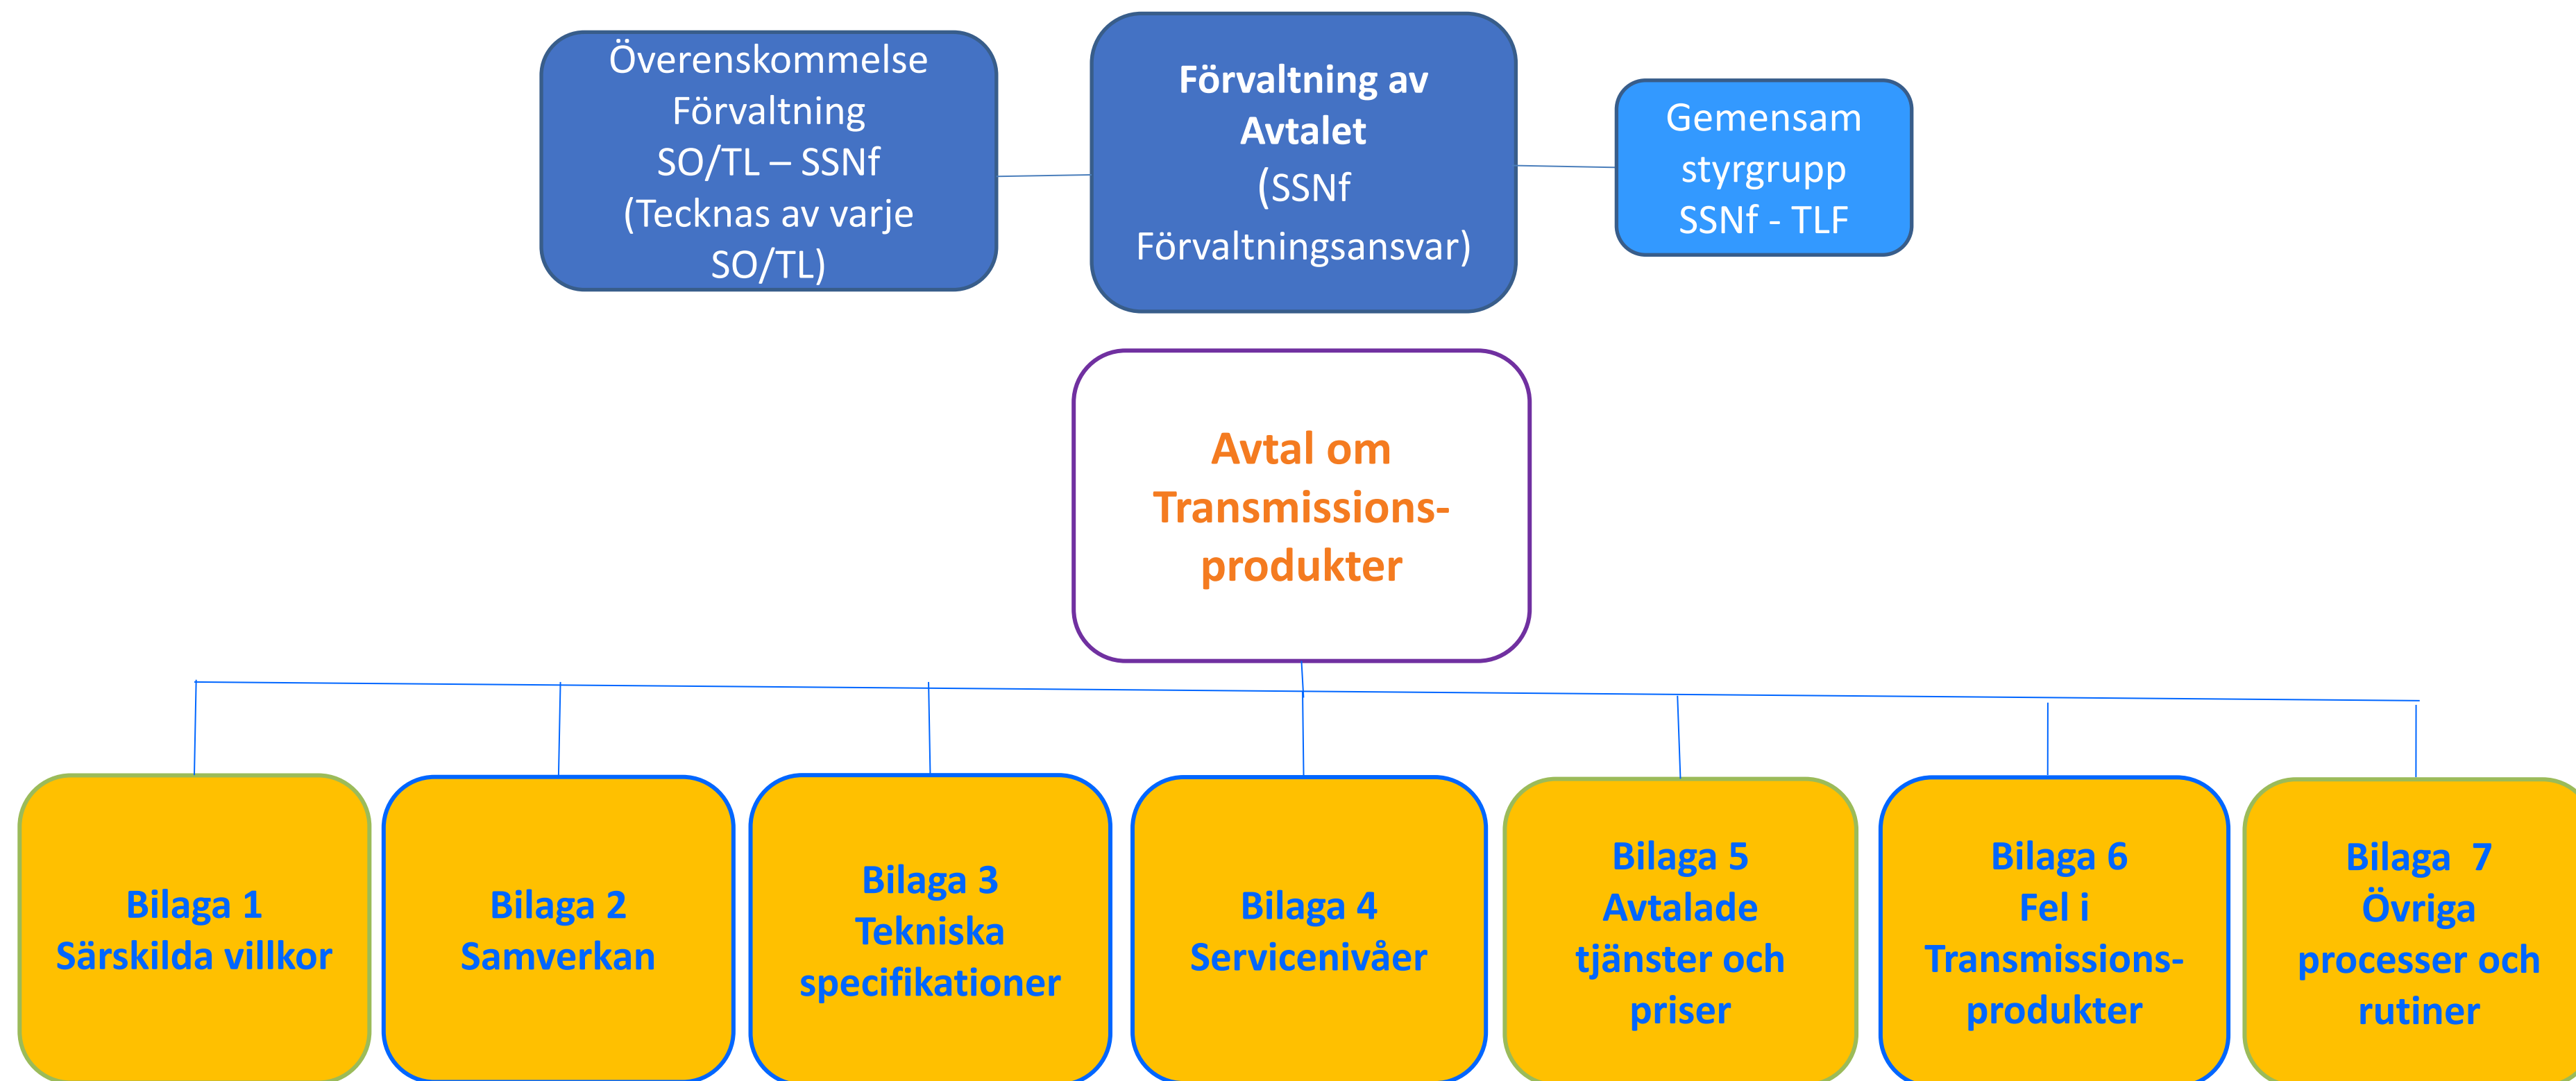 Överenskommelse
Förvaltning
SO/TL – SSNf
(Tecknas av varje
SO/TL)
Förvaltning av
Avtalet
(SSNf
Förvaltningsansvar)
Gemensam
styrgrupp
SSNf - TLF
Avtal om
Transmissions-
produkter
Bilaga 1
Särskilda villkor
Bilaga 2
Samverkan
Bilaga 3
Tekniska
specifikationer
Bilaga 4
Servicenivåer
Bilaga 5
Avtalade
tjänster och
priser
Bilaga 6
Fel i
Transmissions-
produkter
Bilaga  7
Övriga
processer och
rutiner